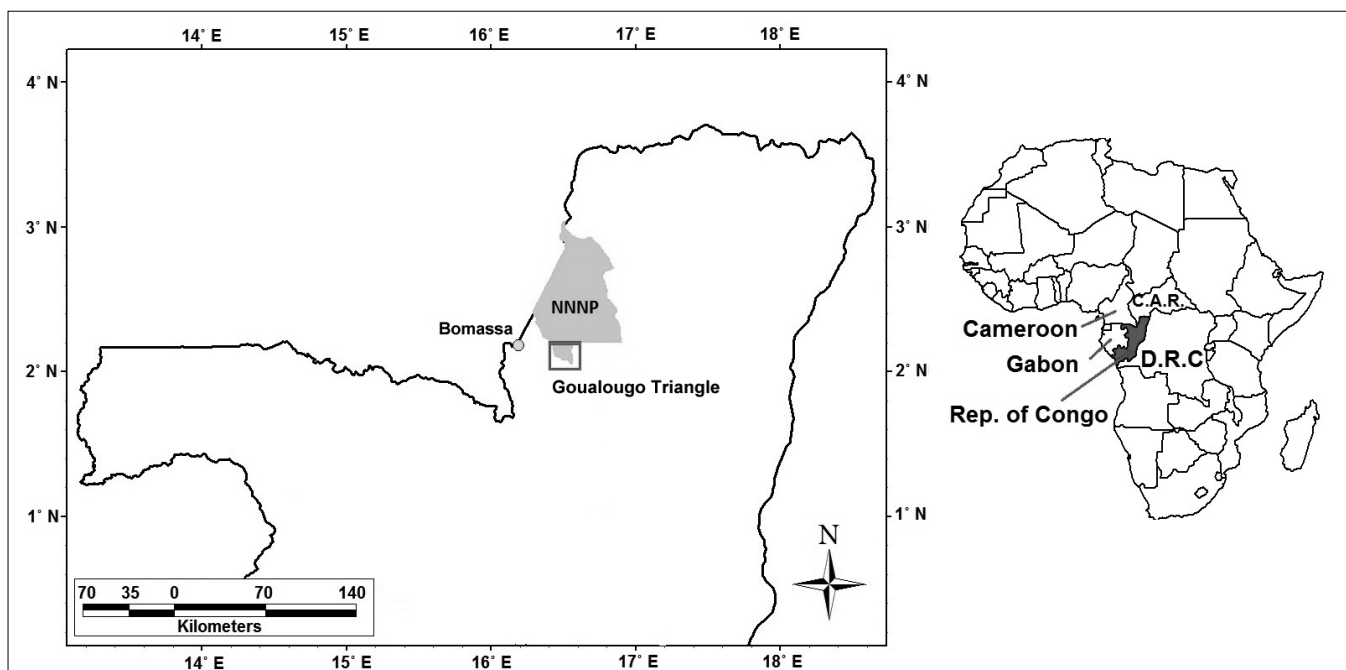 14° E 15° E 16° E 17° E 18° E
4° N 4° N
3° N 3° N
NNNP
Bomassa
2° N 2° N
Goualougo Triangle
1° N 1° N
N
70 35 0 70 140
Kilometers
14° E 15° E 16° E 17° E 18° E
C.A.R.
Cameroon
Gabon
D.R.C
Rep. of Congo